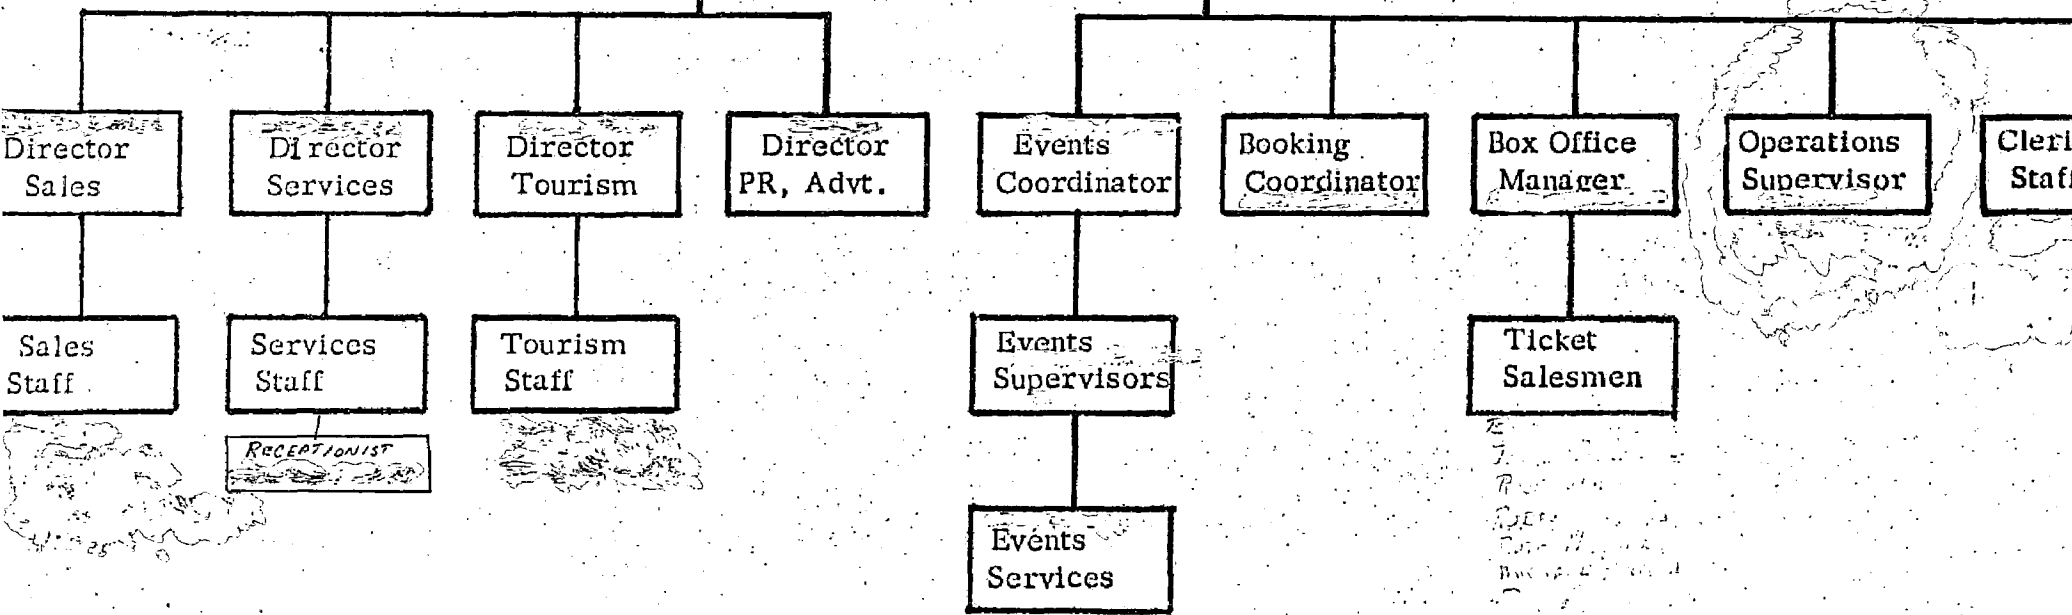 Director
Sales
Director
Services
Director
Tourism
Director
PR, Advt.
Events
Coordinator
Booking
Coordinator
Box Office
Manager
Operations
Supervisor
Sales
Staff
Services
Staff
Tourism
Staff
Events
Supervisors
Ticket
Salesmen
RECEPTIONIST
Events
Services